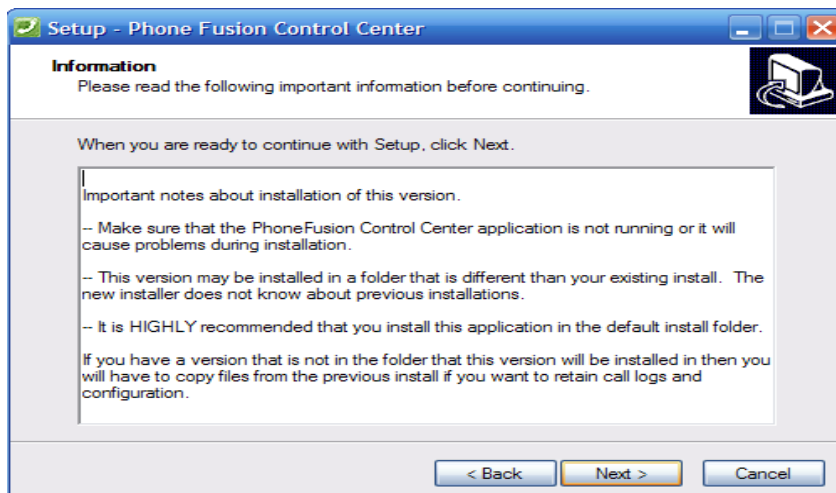 Setup - Phone Fusion Control Center
Information
Please read the following important information before continuing.
When you are ready to continue with Setup, click Next.
Important notes about installation of this version.
-- Make sure that the PhoneFusion Control Center application is not running or it will
cause problems during installation.
-- This version may be installed in a folder that is different than your existing install.  The
new installer does not know about previous installations.
-- It is HIGHLY recommended that you install this application in the default install folder.
If you have a version that is not in the folder that this version will be installed in then you
will have to copy files from the previous install if you want to retain call logs and
configuration.
< Back
Next >
Cancel